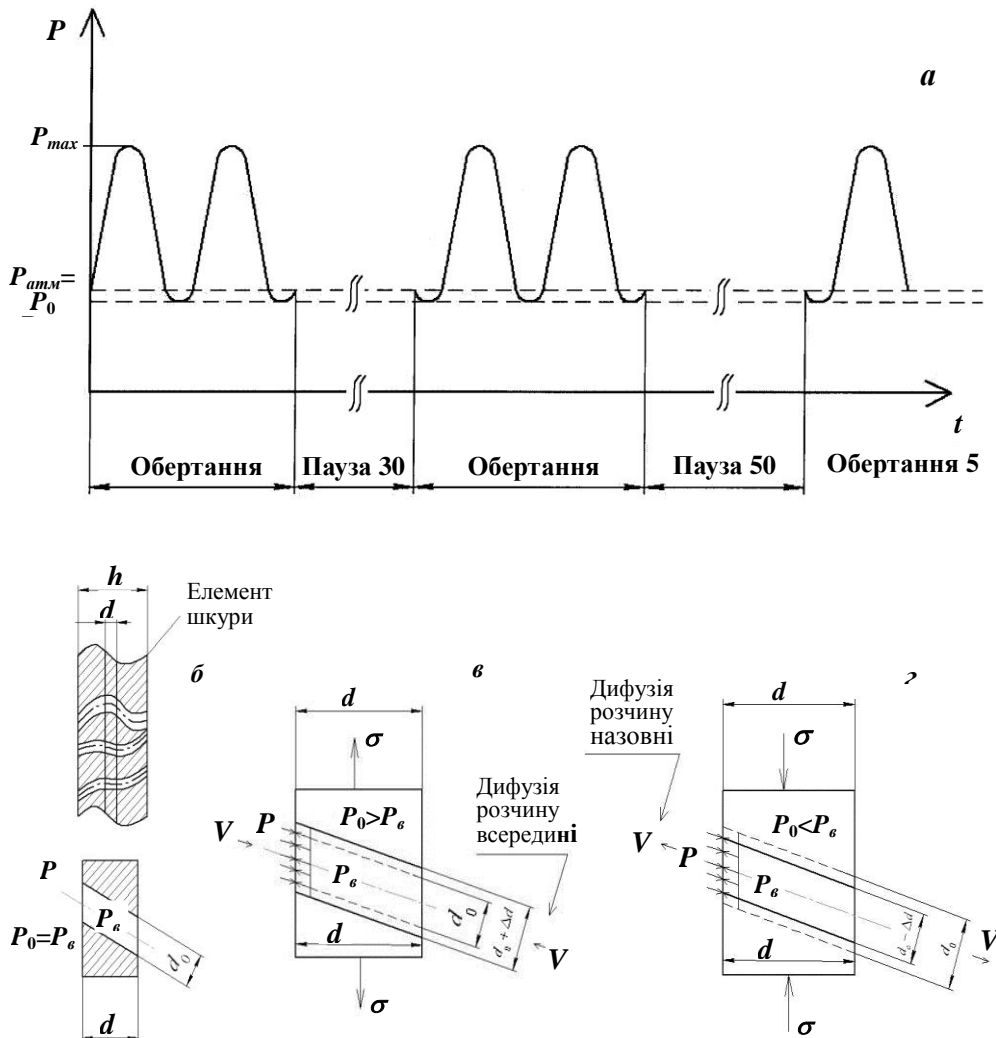 P
а
P_max
P_атм=
P_0
t
Обертання
Пауза 30
Обертання
Пауза 50
Обертання 5
h
d
Елемент
шкури
б
P
P_в
P_0=P_в
d_0
d
в
d
σ
P_0>P_в
V
P
P_в
d_0
d
V
σ
Дифузія
розчину
всередині
Дифузія
розчину
назовні
г
d
σ
P_0<P_в
V
P
P_в
d_0
d
V
σ